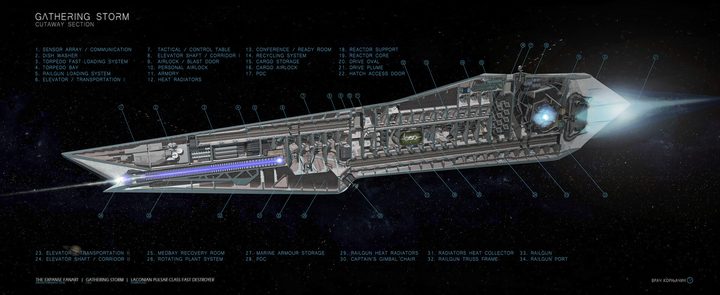 GATHERING STORM
CUTAWAY SECTION
1. SENSOR ARRAY / COMMUNICATION
2. DISH WASHER
3. TORPEDO FAST LOADING SYSTEM
4. TORPEDO BAY
5. RAILGUN LOADING SYSTEM
6. ELEVATOR / TRANSPORTATION I
7. TACTICAL / CONTROL TABLE
8. ELEVATOR SHAFT / CORRIDOR I
9. AIRLOCK / BLAST DOOR
10. PERSONAL AIRLOCK
11. ARMORY
12. HEAT RADIATORS
13. CONFERENCE / READY ROOM
14. RECYCLING SYSTEM
15. CARGO STORAGE
16. CARGO AIRLOCK
17. PDC
18. REACTOR SUPPORT
19. REACTOR CORE
20. DRIVE OVAL
21. DRIVE PLUME
22. HATCH ACCESS DOOR
23. ELEVATOR / TRANSPORTATION II
24. ELEVATOR SHAFT / CORRIDOR II
25. MEDBAY RECOVERY ROOM
26. ROTATING PLANT SYSTEM
27. MARINE ARMOUR STORAGE
28. PDC
29. RAILGUN HEAT RADIATORS
30. CAPTAIN'S GIMBAL CHAIR
31. RADIATORS HEAT COLLECTOR
32. RAILGUN TRUSS FRAME
33. RAILGUN
34. RAILGUN PORT
THE EXPANSE FANART | GATHERING STORM | LACONIAN PULSAR CLASS FAST DESTROYER